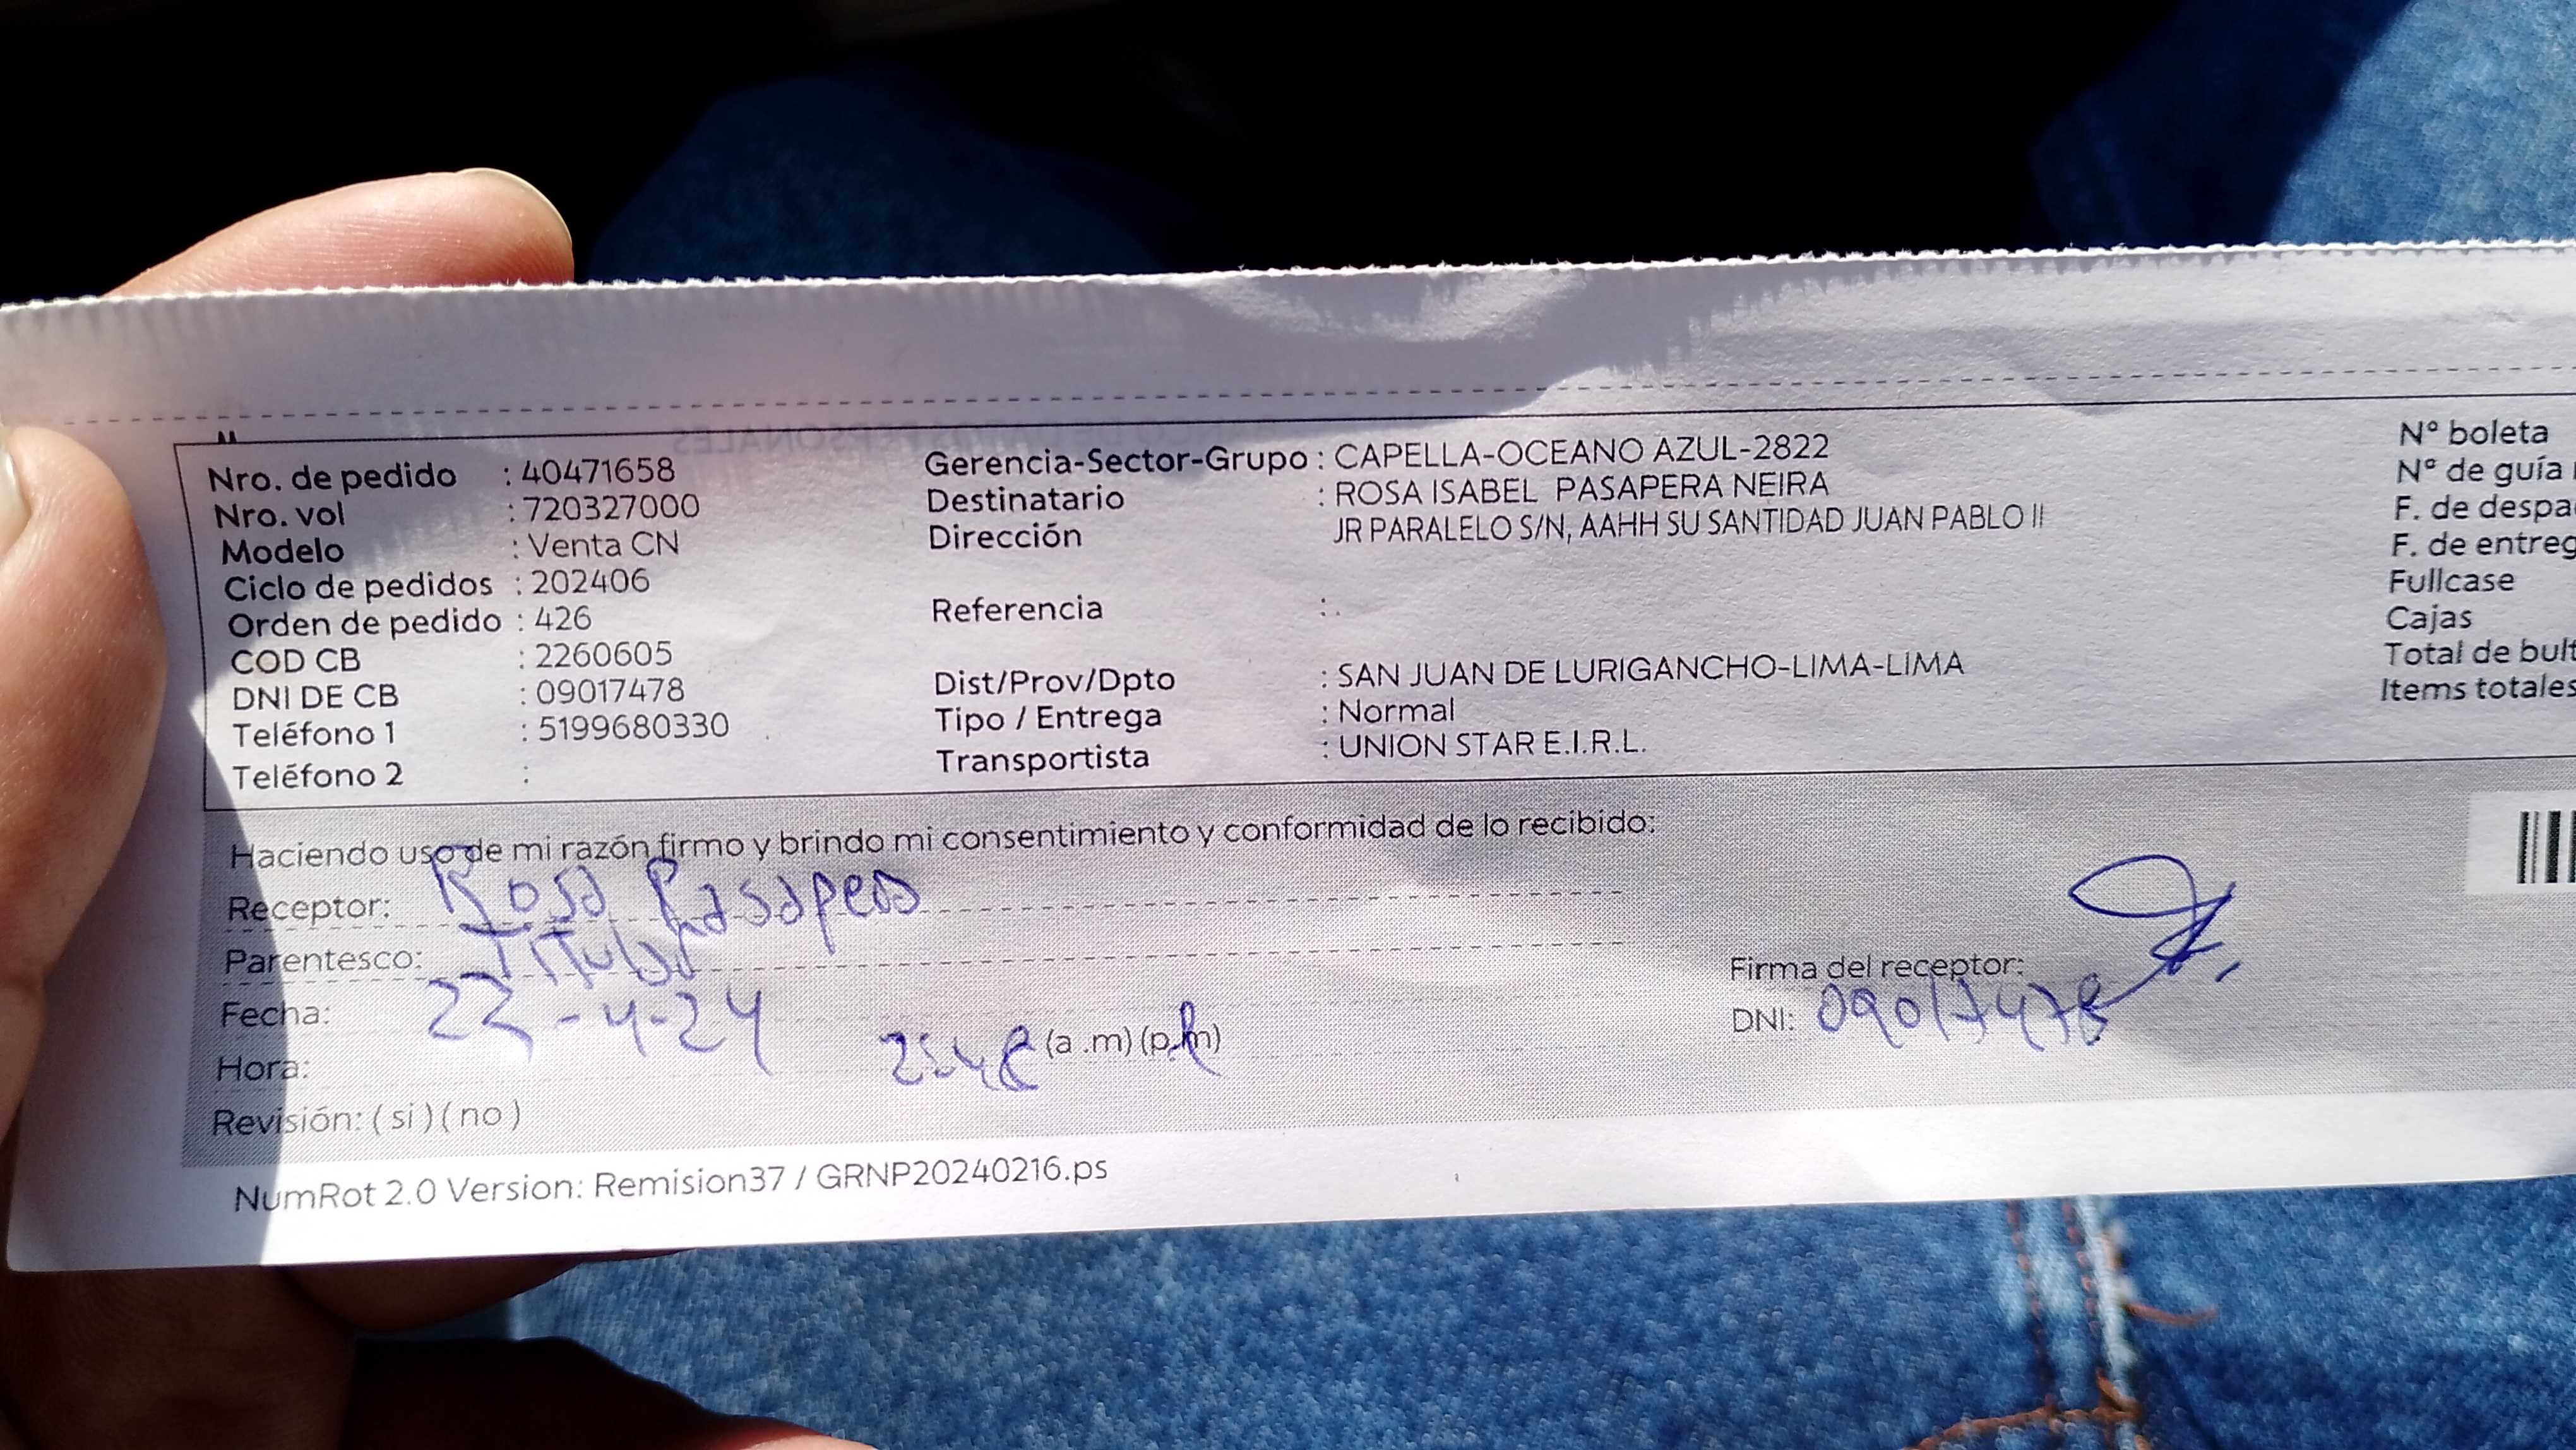 Nro. de pedido : 40471658
Nro. vol : 720327000
Modelo : Venta CN
Ciclo de pedidos : 202406
Orden de pedido : 426
COD CB : 2260605
DNI DE CB : 09017478
Teléfono 1 : 5199680330
Teléfono 2 :
Gerencia-Sector-Grupo : CAPELLA-OCEANO AZUL-2822
Destinatario : ROSA ISABEL PASAPERA NEIRA
Dirección JR PARALELO S/N, AAHH SU SANTIDAD JUAN PABLO II
Referencia : .
Dist/Prov/Dpto : SAN JUAN DE LURIGANCHO-LIMA-LIMA
Tipo / Entrega : Normal
Transportista : UNION STAR E.I.R.L.
Nº boleta
Nº de guía
F. de despa
F. de entreg
Fullcase
Cajas
Total de bult
Items totales
Haciendo uso de mi razón firmo y brindo mi consentimiento y conformidad de lo recibido:
Receptor: Rosa Pasapera
Parentesco: Titular
Fecha: 22-4-24
Hora: (a .m) (p.m)
Revisión: ( si ) ( no )
Firma del receptor:
DNI: 09017478
NumRot 2.0 Version: Remision37 / GRNP20240216.ps